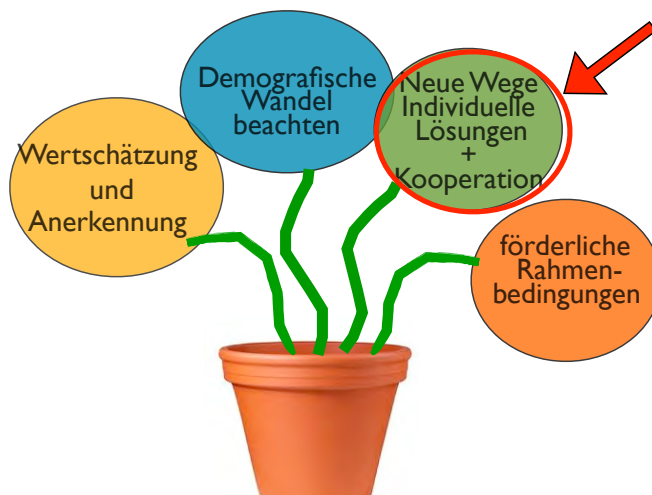 Wertschätzung
und
Anerkennung
Demografische
Wandel
beachten
Neue Wege
Individuelle
Lösungen
+
Kooperation
förderliche
Rahmen-
bedingungen